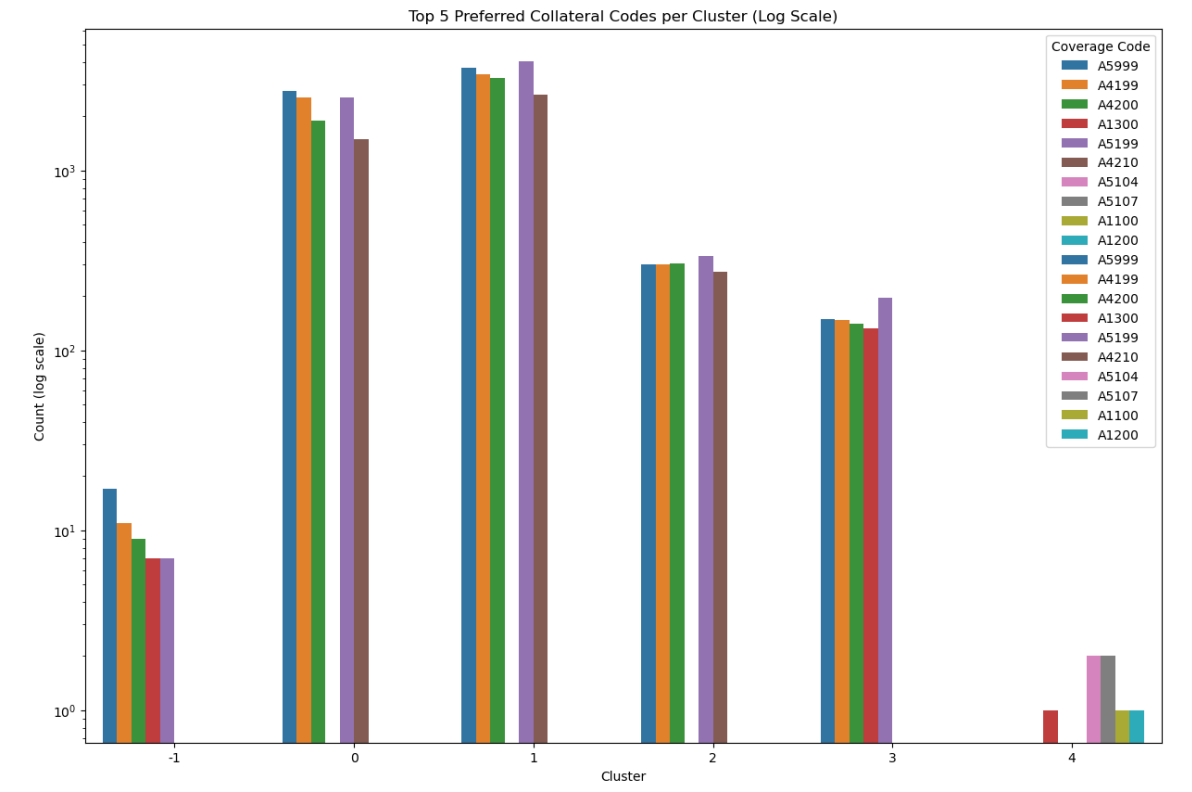 Top 5 Preferred Collateral Codes per Cluster (Log Scale)
Coverage Code
A5999
A4199
A4200
A1300
A5199
A4210
A5104
A5107
A1100
A1200
A5999
A4199
A4200
A1300
A5199
A4210
A5104
A5107
A1100
A1200
Count (log scale)
10³
10²
10¹
10⁰
-1 0 1 2 3 4
Cluster